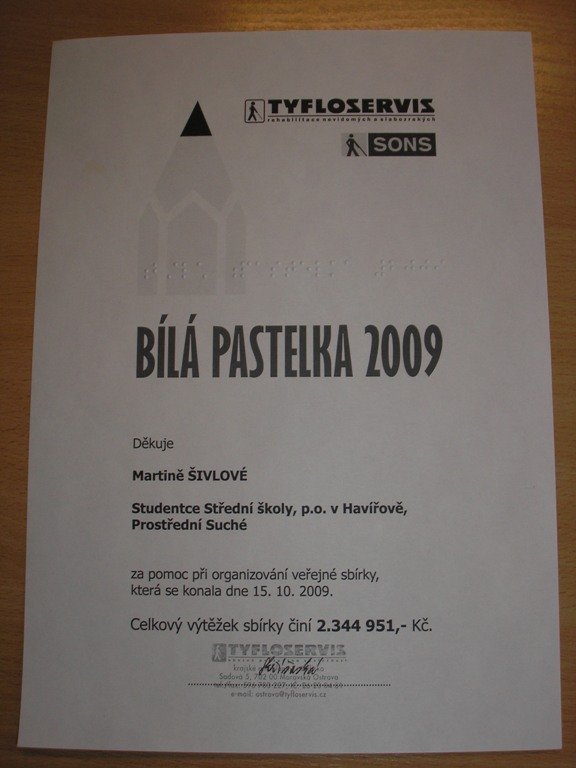 TYFLOSERVIS
rehabilitace nevidomých a slabozrakých
SONS
BÍLÁ PASTELKA 2009
Děkuje
Martině ŠIVLOVÉ
Studentce Střední školy, p.o. v Havířově,
Prostřední Suché
za pomoc při organizování veřejné sbírky,
která se konala dne 15. 10. 2009.
Celkový výtěžek sbírky činí 2.344 951,- Kč.
TYFLOSERVIS
krajské
Sadová 5, 702 00 Moravská Ostrava
e-mail: ostrava@tyfloservis.cz